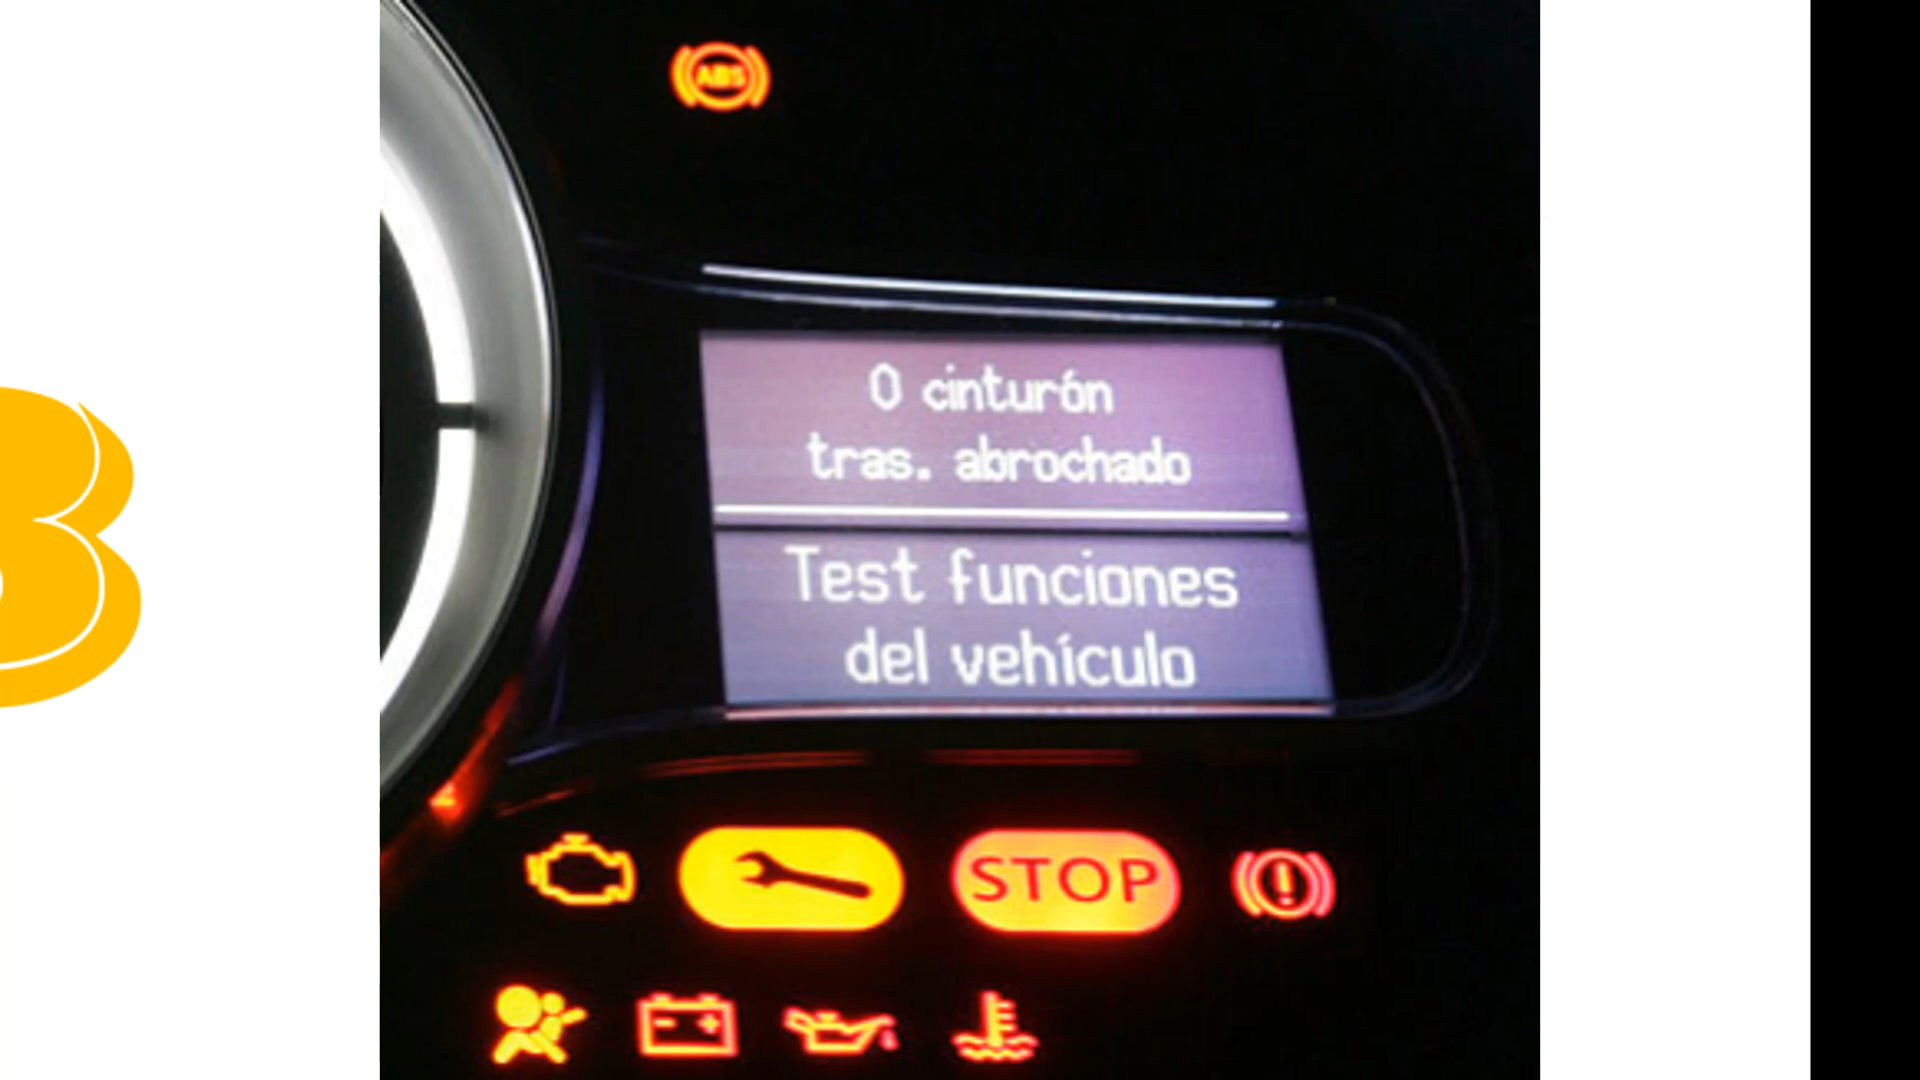 ABS
0 cinturón
tras. abrochado
Test funciones
del vehículo
STOP